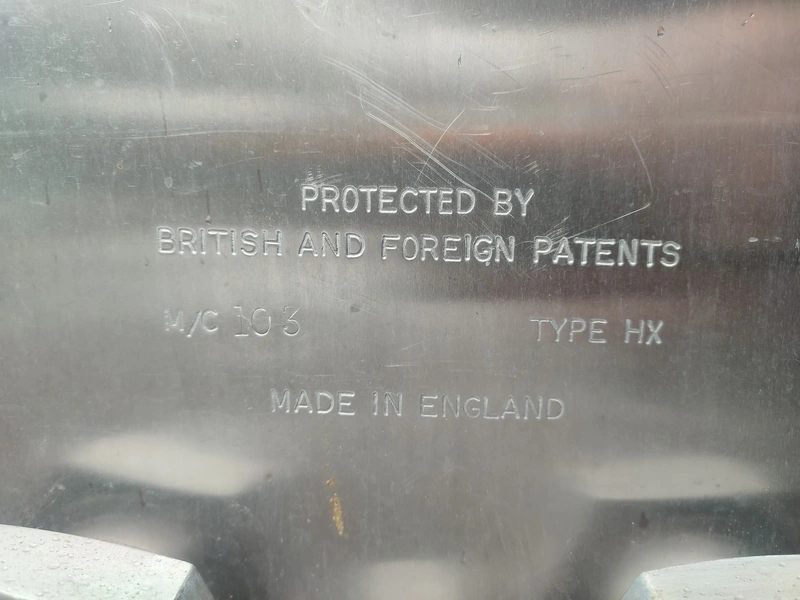 PROTECTED BY
BRITISH AND FOREIGN PATENTS
M/C 103 TYPE HX
MADE IN ENGLAND